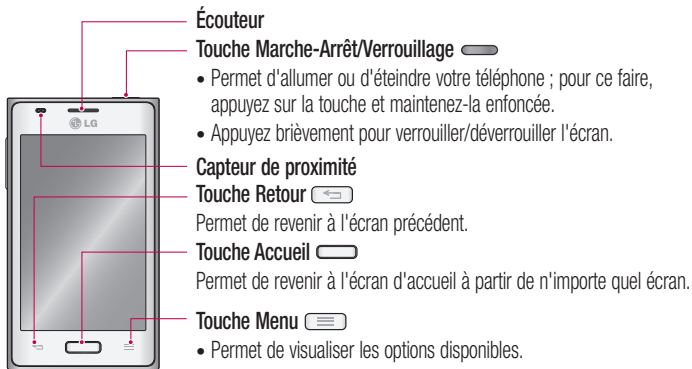 Écouteur
Touche Marche-Arrêt/Verrouillage
• Permet d'allumer ou d'éteindre votre téléphone ; pour ce faire,
appuyez sur la touche et maintenez-la enfoncée.
• Appuyez brièvement pour verrouiller/déverrouiller l'écran.
LG
Capteur de proximité
Touche Retour
Permet de revenir à l'écran précédent.
Touche Accueil
Permet de revenir à l'écran d'accueil à partir de n'importe quel écran.
Touche Menu
• Permet de visualiser les options disponibles.